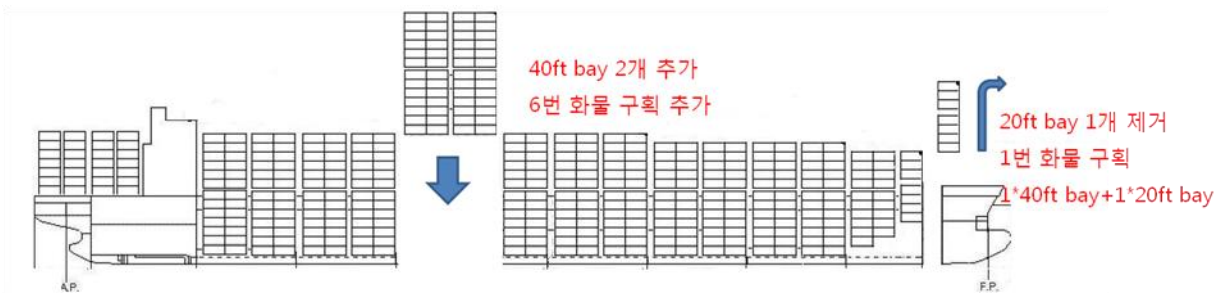 40ft bay 2개 추가
6번 화물 구획 추가
20ft bay 1개 제거
1번 화물 구획
1*40ft bay+1*20ft bay
A.P.
F.P.